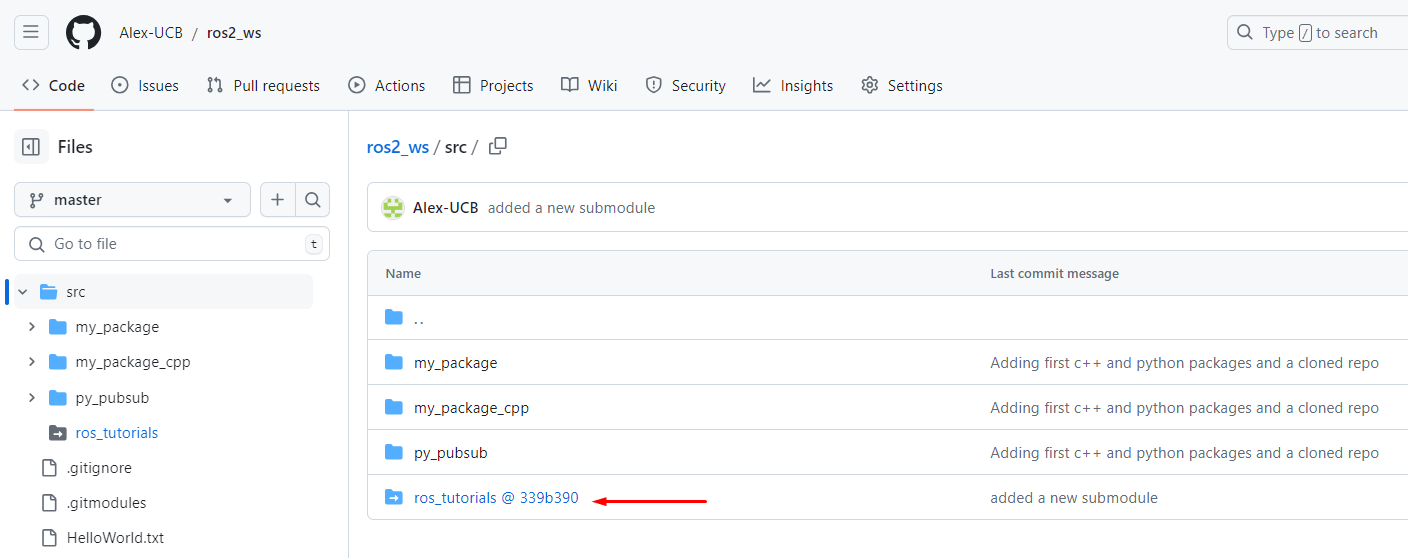 Alex-UCB / ros2_ws
Type / to search
Code Issues Pull requests Actions Projects Wiki Security Insights Settings
Files
master
Go to file t
src
my_package
my_package_cpp
py_pubsub
ros_tutorials
.gitignore
.gitmodules
HelloWorld.txt
ros2_ws / src /
Alex-UCB added a new submodule
Name Last commit message
..
my_package Adding first c++ and python packages and a cloned repo
my_package_cpp Adding first c++ and python packages and a cloned repo
py_pubsub Adding first c++ and python packages and a cloned repo
ros_tutorials @ 339b390 added a new submodule